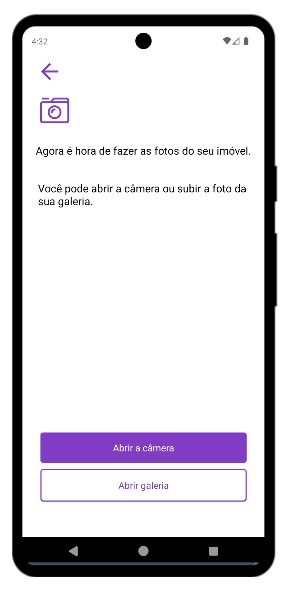 4:32
Agora é hora de fazer as fotos do seu imóvel.
Você pode abrir a câmera ou subir a foto da
sua galeria.
Abrir a câmera
Abrir galeria